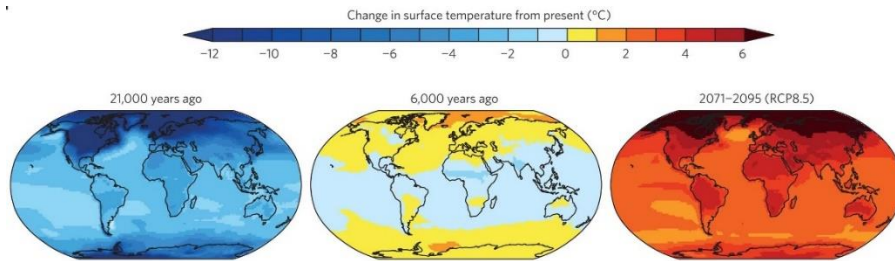 Change in surface temperature from present (°C)
−12 −10 −8 −6 −4 −2 0 2 4 6
21,000 years ago 6,000 years ago 2071–2095 (RCP8.5)